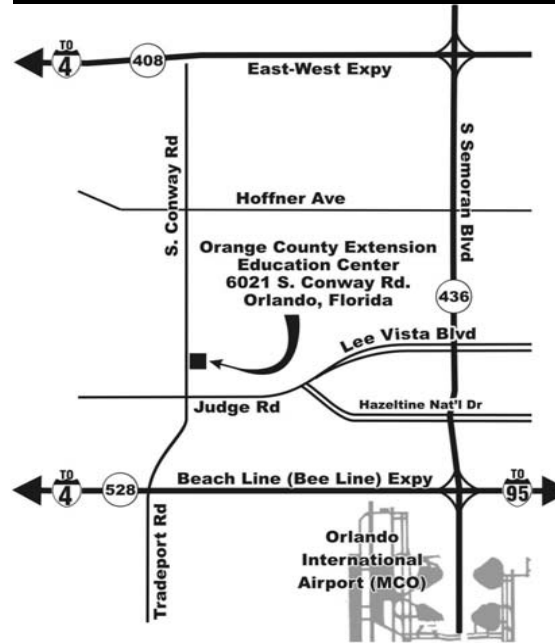 TO
4
408
East-West Expy
S. Conway Rd
S Semoran Blvd
Hoffner Ave
Orange County Extension
Education Center
6021 S. Conway Rd.
Orlando, Florida
436
Lee Vista Blvd
Judge Rd
Hazeltine Nat'l Dr
TO
4
528
Beach Line (Bee Line) Expy
TO
95
Tradeport Rd
Orlando
International
Airport (MCO)